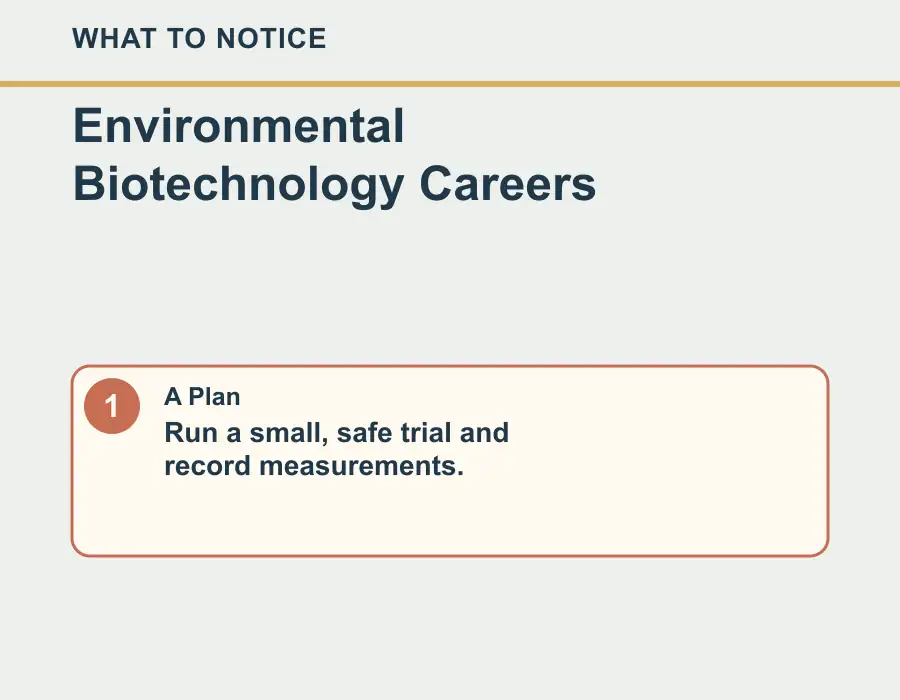 WHAT TO NOTICE
Environmental
Biotechnology Careers
1
A Plan
Run a small, safe trial and
record measurements.